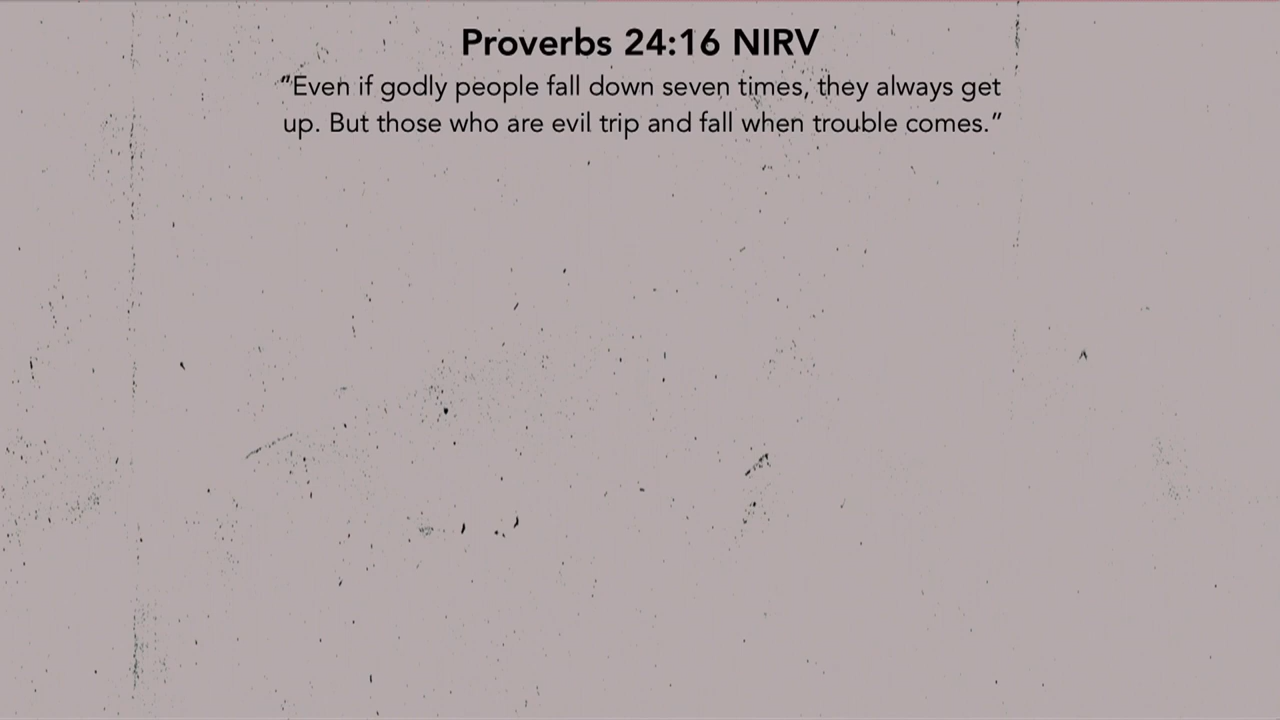 Proverbs 24:16 NIRV
“Even if godly people fall down seven times, they always get
up. But those who are evil trip and fall when trouble comes.”